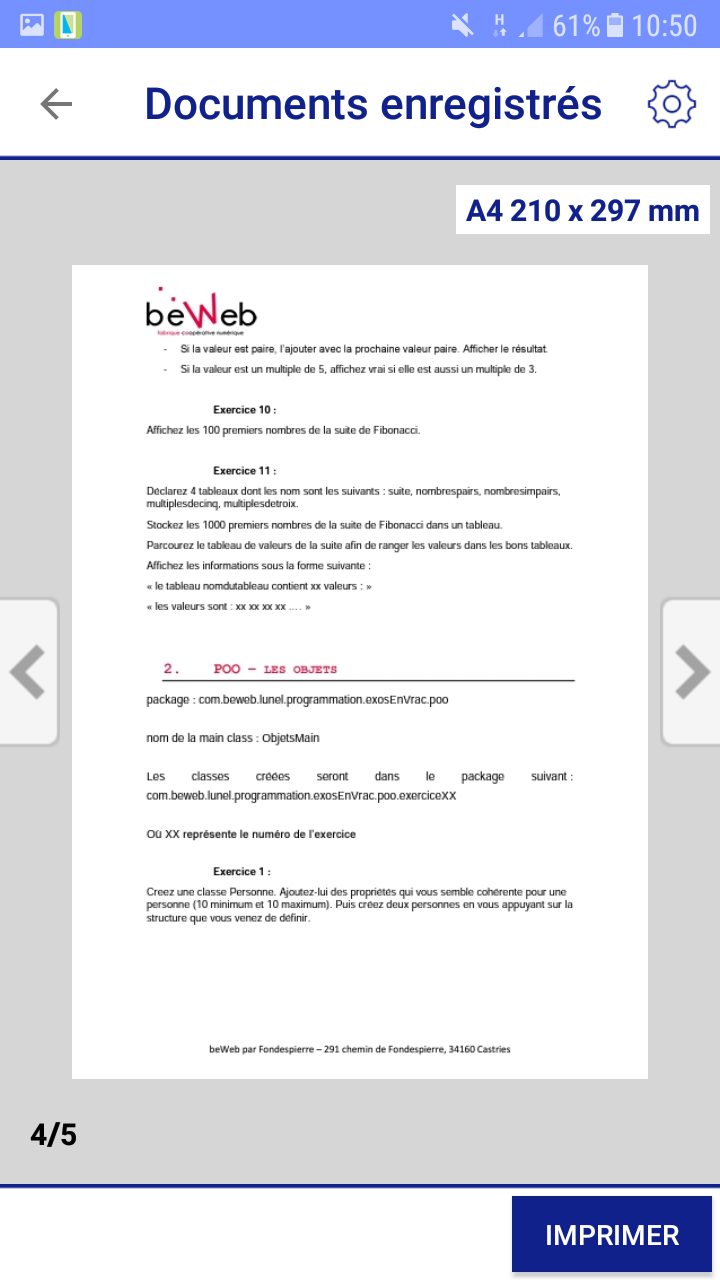 H
61%
10:50
Documents enregistrés
A4 210 x 297 mm
beWeb
fabrique coopérative numérique
- Si la valeur est paire, l'ajouter avec la prochaine valeur paire. Afficher le résultat.
- Si la valeur est un multiple de 5, affichez vrai si elle est aussi un multiple de 3.
Exercice 10 :
Affichez les 100 premiers nombres de la suite de Fibonacci.
Exercice 11 :
Déclarez 4 tableaux dont les nom sont les suivants : suite, nombrespairs, nombresimpairs,
multiplesdecinq, multiplesdetroix.
Stockez les 1000 premiers nombres de la suite de Fibonacci dans un tableau.
Parcourez le tableau de valeurs de la suite afin de ranger les valeurs dans les bons tableaux.
Affichez les informations sous la forme suivante :
« le tableau nomdutableau contient xx valeurs : »
« les valeurs sont : xx xx xx xx .... »
2. POO – LES OBJETS
package : com.beweb.lunel.programmation.exosEnVrac.poo
nom de la main class : ObjetsMain
Les classes créées seront dans le package suivant :
com.beweb.lunel.programmation.exosEnVrac.poo.exerciceXX
Où XX représente le numéro de l'exercice
Exercice 1 :
Creez une classe Personne. Ajoutez-lui des propriétés qui vous semble cohérente pour une
personne (10 minimum et 10 maximum). Puis créez deux personnes en vous appuyant sur la
structure que vous venez de définir.
beWeb par Fondespierre – 291 chemin de Fondespierre, 34160 Castries
4/5
IMPRIMER